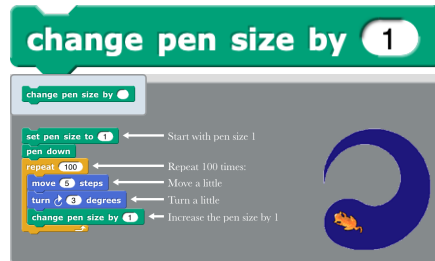 change pen size by 1
change pen size by
set pen size to 1 Start with pen size 1
pen down
repeat 100 Repeat 100 times:
move 5 steps Move a little
turn 3 degrees Turn a little
change pen size by 1 Increase the pen size by 1